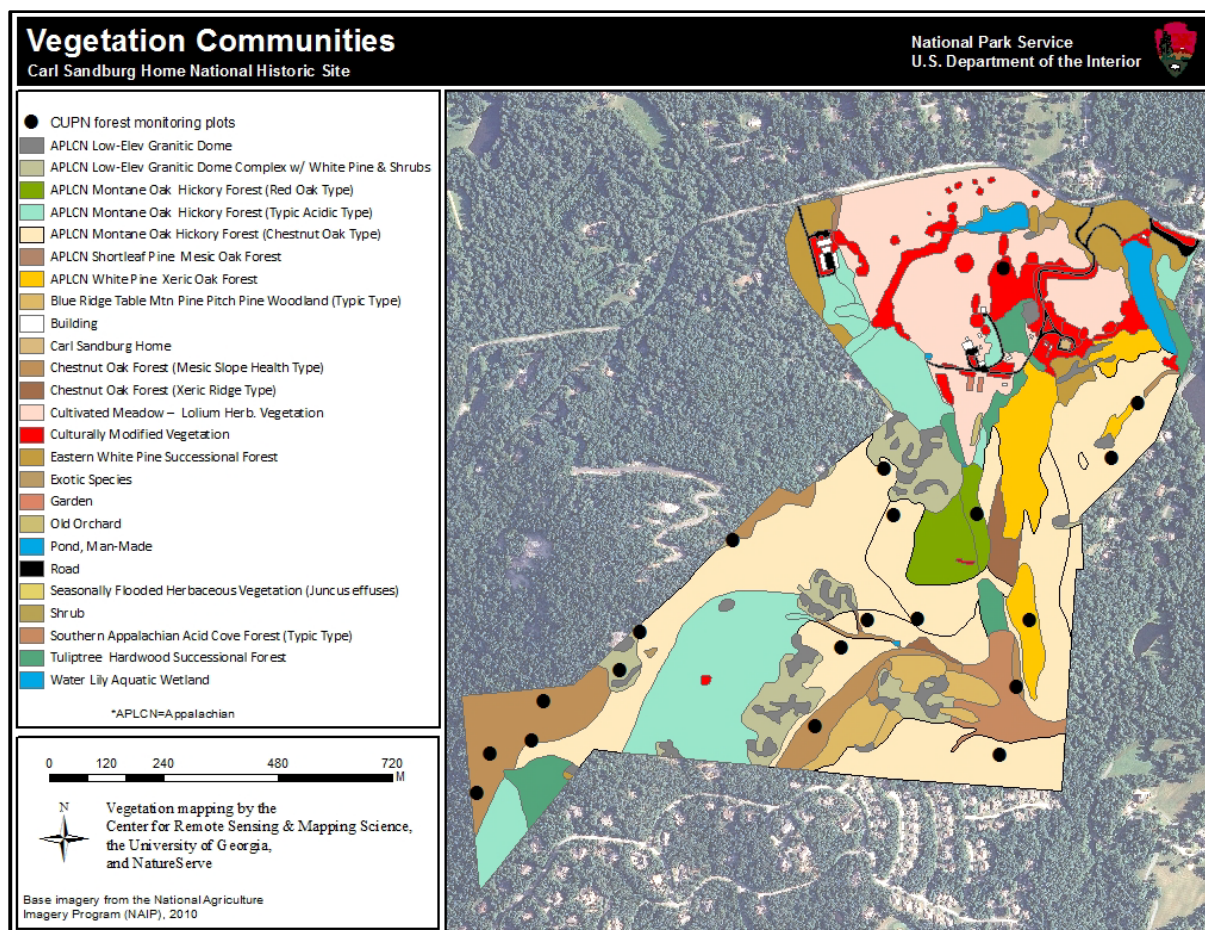 Vegetation Communities
Carl Sandburg Home National Historic Site
National Park Service
U.S. Department of the Interior
CUPN forest monitoring plots
APLCN Low-Elev Granitic Dome
APLCN Low-Elev Granitic Dome Complex w/ White Pine & Shrubs
APLCN Montane Oak Hickory Forest (Red Oak Type)
APLCN Montane Oak Hickory Forest (Typic Acidic Type)
APLCN Montane Oak Hickory Forest (Chestnut Oak Type)
APLCN Shortleaf Pine Mesic Oak Forest
APLCN White Pine Xeric Oak Forest
Blue Ridge Table Mtn Pine Pitch Pine Woodland (Typic Type)
Building
Carl Sandburg Home
Chestnut Oak Forest (Mesic Slope Health Type)
Chestnut Oak Forest (Xeric Ridge Type)
Cultivated Meadow – Lolium Herb. Vegetation
Culturally Modified Vegetation
Eastern White Pine Successional Forest
Exotic Species
Garden
Old Orchard
Pond, Man-Made
Road
Seasonally Flooded Herbaceous Vegetation (Juncus effuses)
Shrub
Southern Appalachian Acid Cove Forest (Typic Type)
Tuliptree Hardwood Successional Forest
Water Lily Aquatic Wetland
*APLCN=Appalachian
0 120 240 480 720
M
N
Vegetation mapping by the
Center for Remote Sensing & Mapping Science,
the University of Georgia,
and NatureServe
Base imagery from the National Agriculture
Imagery Program (NAIP), 2010